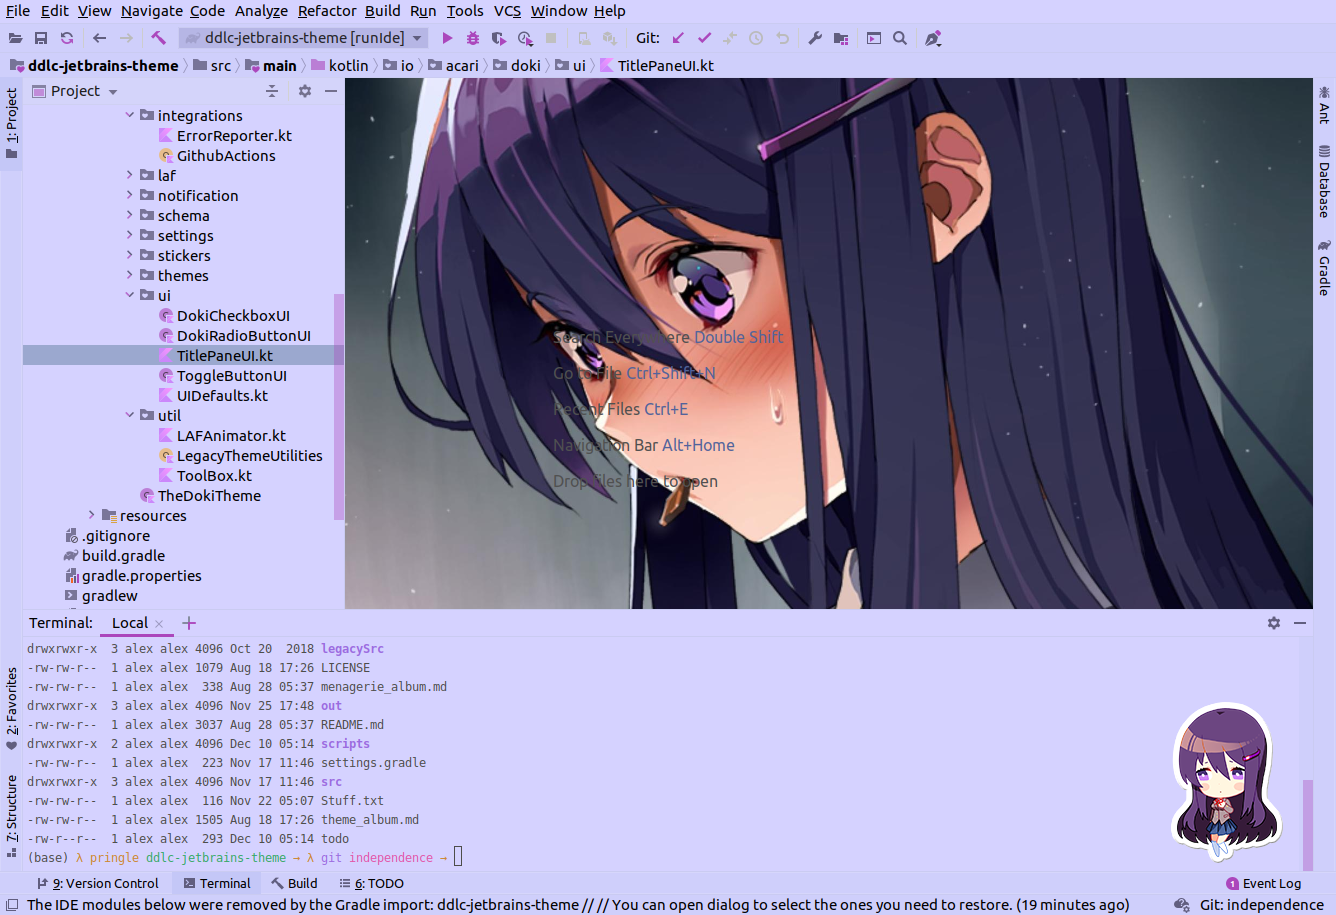 File Edit View Navigate Code Analyze Refactor Build Run Tools VCS Window Help
ddlc-jetbrains-theme [runIde] Git:
ddlc-jetbrains-theme src main kotlin io acari doki ui TitlePaneUI.kt
1: Project
Project
integrations
ErrorReporter.kt
GithubActions
laf
notification
schema
settings
stickers
themes
ui
DokiCheckboxUI
DokiRadioButtonUI
TitlePaneUI.kt
ToggleButtonUI
UIDefaults.kt
util
LAFAnimator.kt
LegacyThemeUtilities
ToolBox.kt
TheDokiTheme
resources
.gitignore
build.gradle
gradle.properties
gradlew
Search Everywhere Double Shift
Go to File Ctrl+Shift+N
Recent Files Ctrl+E
Navigation Bar Alt+Home
Drop files here to open
Ant
Database
Gradle
Terminal: Local
drwxrwxr-x 3 alex alex 4096 Oct 20 2018 legacySrc
-rw-rw-r-- 1 alex alex 1079 Aug 18 17:26 LICENSE
-rw-rw-r-- 1 alex alex 338 Aug 28 05:37 menagerie_album.md
drwxrwxr-x 3 alex alex 4096 Nov 25 17:48 out
-rw-rw-r-- 1 alex alex 3037 Aug 28 05:37 README.md
drwxrwxr-x 2 alex alex 4096 Dec 10 05:14 scripts
-rw-rw-r-- 1 alex alex 223 Nov 17 11:46 settings.gradle
drwxrwxr-x 3 alex alex 4096 Nov 17 11:46 src
-rw-rw-r-- 1 alex alex 116 Nov 22 05:07 Stuff.txt
-rw-rw-r-- 1 alex alex 1505 Aug 18 17:26 theme_album.md
-rw-r--r-- 1 alex alex 293 Dec 10 05:14 todo
(base) λ pringle ddlc-jetbrains-theme → λ git independence →
2: Favorites
7: Structure
9: Version Control Terminal Build 6: TODO 1 Event Log
The IDE modules below were removed by the Gradle import: ddlc-jetbrains-theme // // You can open dialog to select the ones you need to restore. (19 minutes ago) Git: independence